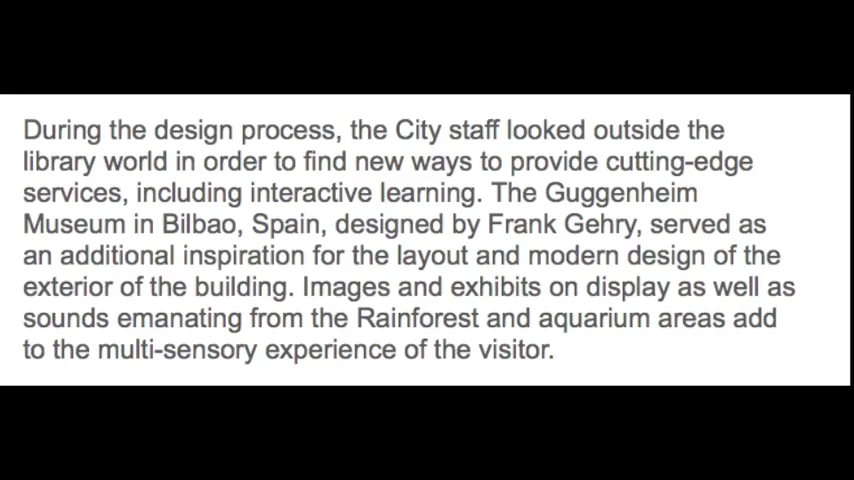 During the design process, the City staff looked outside the
library world in order to find new ways to provide cutting-edge
services, including interactive learning. The Guggenheim
Museum in Bilbao, Spain, designed by Frank Gehry, served as
an additional inspiration for the layout and modern design of the
exterior of the building. Images and exhibits on display as well as
sounds emanating from the Rainforest and aquarium areas add
to the multi-sensory experience of the visitor.